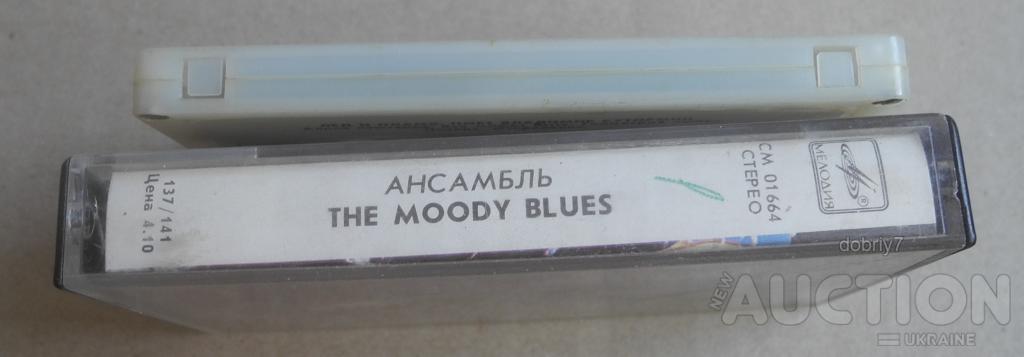 137/141
Цена 4.10
АНСАМБЛЬ
THE MOODY BLUES
СМ 01664
СТЕРЕО
МЕЛОДИЯ
®
dobriy7
NEW AUCTION
UKRAINE